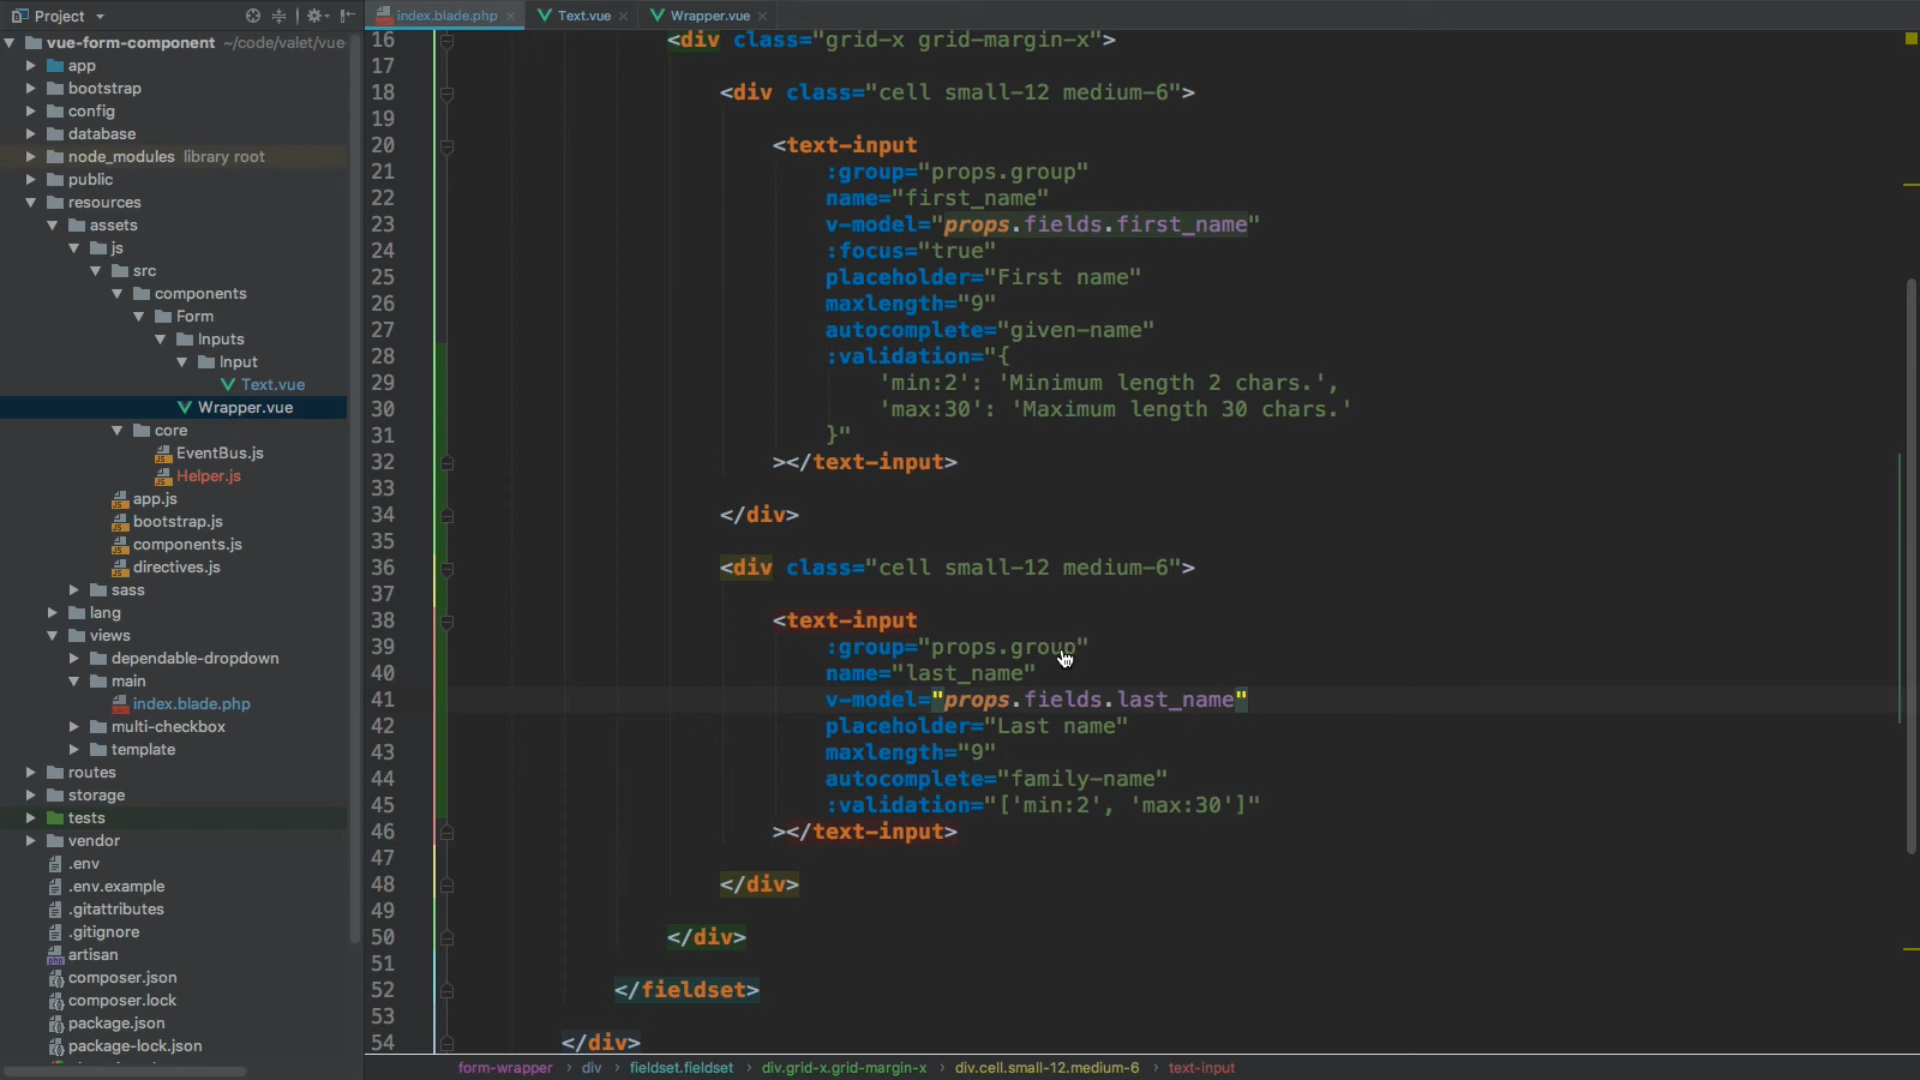 Project
index.blade.php
Text.vue
Wrapper.vue
vue-form-component ~/code/valet/vue-
app
bootstrap
config
database
node_modules library root
public
resources
assets
js
src
components
Form
Inputs
Input
Text.vue
Wrapper.vue
core
EventBus.js
Helper.js
app.js
bootstrap.js
components.js
directives.js
sass
lang
views
dependable-dropdown
main
index.blade.php
multi-checkbox
template
routes
storage
tests
vendor
.env
.env.example
.gitattributes
.gitignore
artisan
composer.json
composer.lock
package.json
package-lock.json
16 <div class="grid-x grid-margin-x">
17
18 <div class="cell small-12 medium-6">
19
20 <text-input
21 :group="props.group"
22 name="first_name"
23 v-model="props.fields.first_name"
24 :focus="true"
25 placeholder="First name"
26 maxlength="9"
27 autocomplete="given-name"
28 :validation="{
29 'min:2': 'Minimum length 2 chars.',
30 'max:30': 'Maximum length 30 chars.'
31 }"
32 ></text-input>
33
34 </div>
35
36 <div class="cell small-12 medium-6">
37
38 <text-input
39 :group="props.group"
40 name="last_name"
41 v-model="props.fields.last_name"
42 placeholder="Last name"
43 maxlength="9"
44 autocomplete="family-name"
45 :validation="['min:2', 'max:30']"
46 ></text-input>
47
48 </div>
49
50 </div>
51
52 </fieldset>
53
54 </div>
form-wrapper › div › fieldset.fieldset › div.grid-x.grid-margin-x › div.cell.small-12.medium-6 › text-input